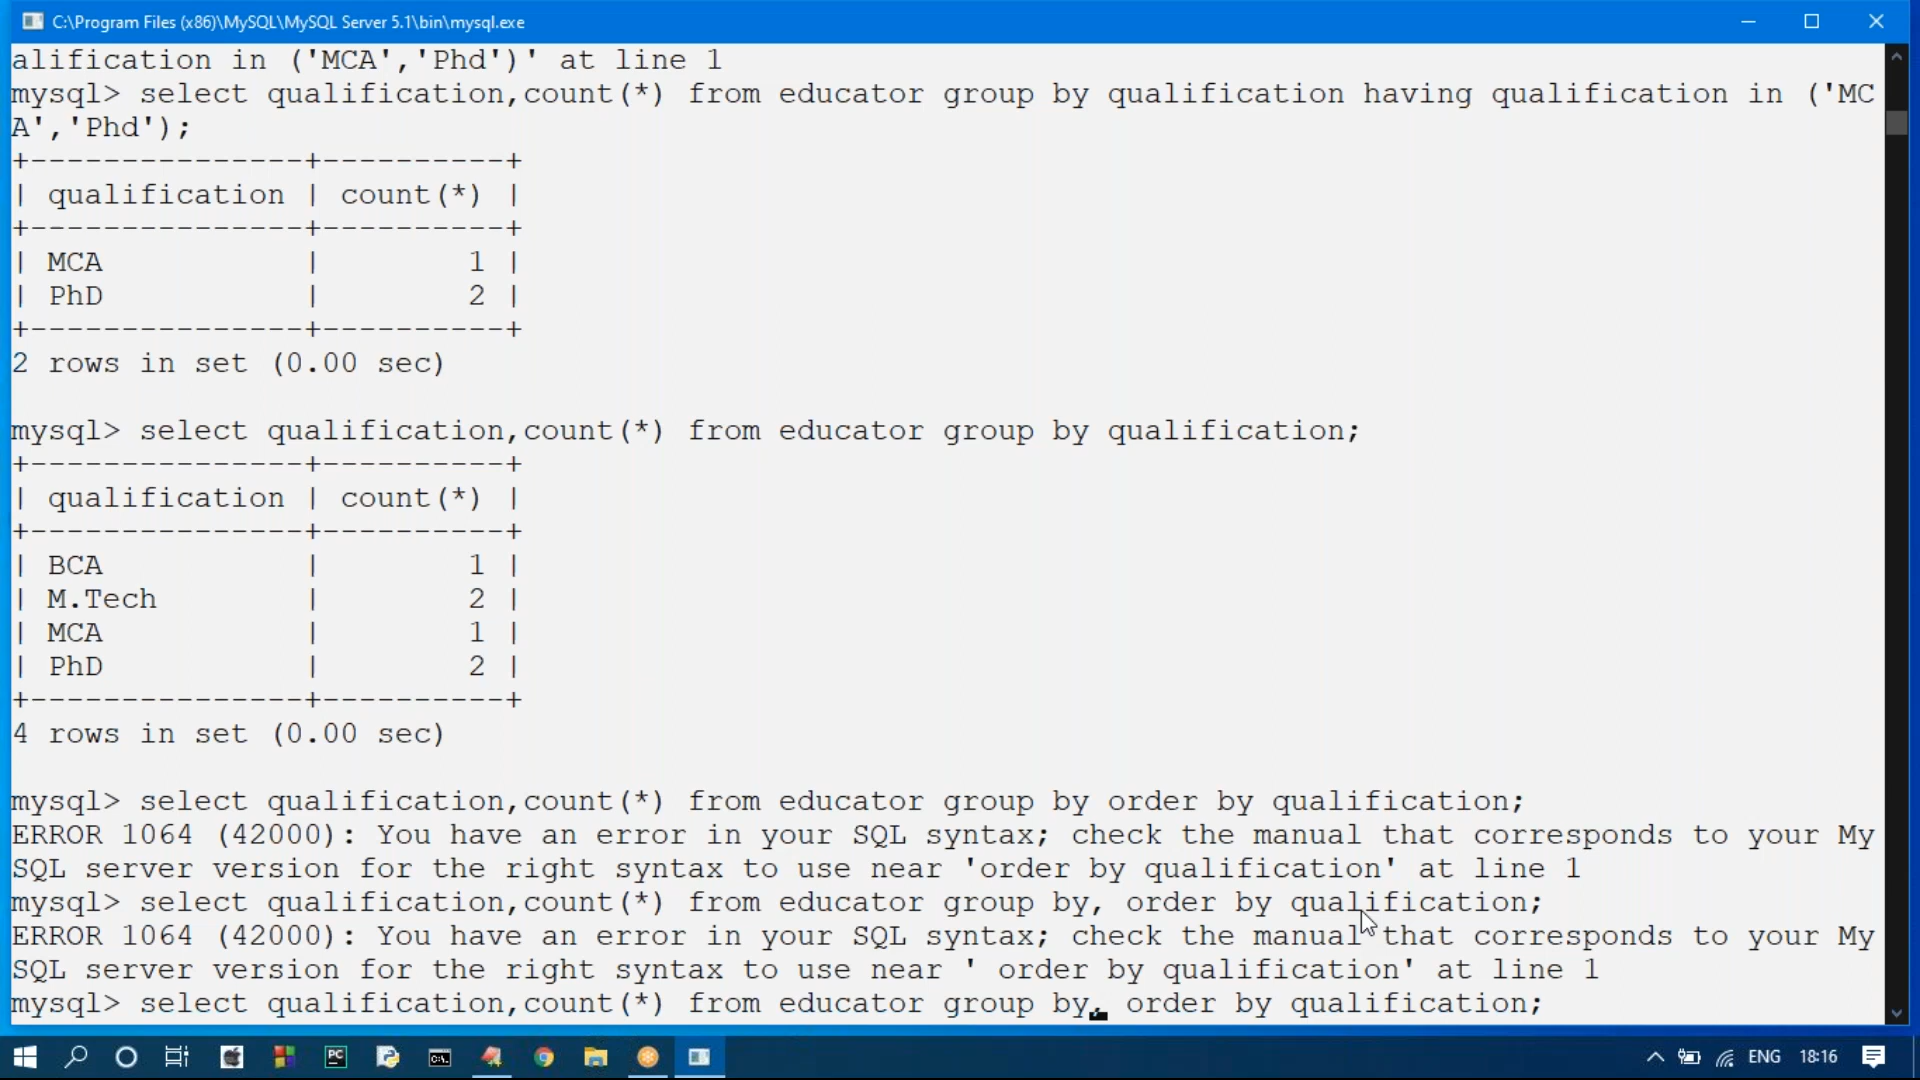 C:\Program Files (x86)\MySQL\MySQL Server 5.1\bin\mysql.exe
alification in ('MCA','Phd')' at line 1
mysql> select qualification,count(*) from educator group by qualification having qualification in ('MC
A','Phd');
+---------------+----------+
| qualification | count(*) |
+---------------+----------+
| MCA           |        1 |
| PhD           |        2 |
+---------------+----------+
2 rows in set (0.00 sec)
mysql> select qualification,count(*) from educator group by qualification;
+---------------+----------+
| qualification | count(*) |
+---------------+----------+
| BCA           |        1 |
| M.Tech        |        2 |
| MCA           |        1 |
| PhD           |        2 |
+---------------+----------+
4 rows in set (0.00 sec)
mysql> select qualification,count(*) from educator group by order by qualification;
ERROR 1064 (42000): You have an error in your SQL syntax; check the manual that corresponds to your My
SQL server version for the right syntax to use near 'order by qualification' at line 1
mysql> select qualification,count(*) from educator group by, order by qualification;
ERROR 1064 (42000): You have an error in your SQL syntax; check the manual that corresponds to your My
SQL server version for the right syntax to use near ' order by qualification' at line 1
mysql> select qualification,count(*) from educator group by, order by qualification;
PC
C:\.
ENG
18:16